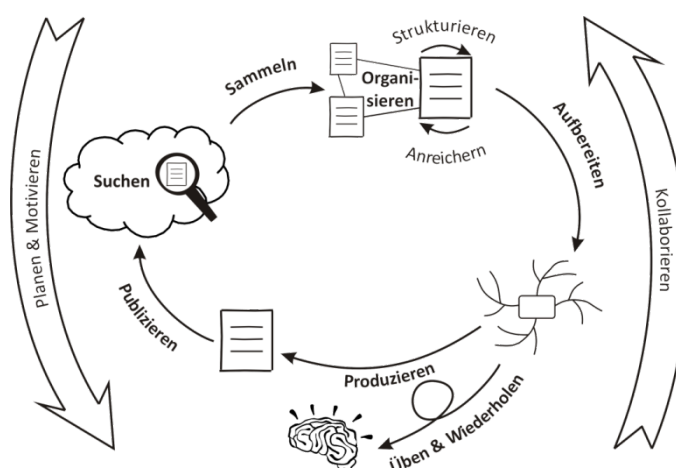 Strukturieren
Sammeln
Organi-
sieren
Anreichern
Aufbereiten
Suchen
Planen & Motivieren
Kollaborieren
Publizieren
Produzieren
Üben & Wiederholen